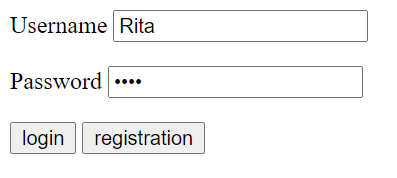 Username Rita
Password ••••
login registration